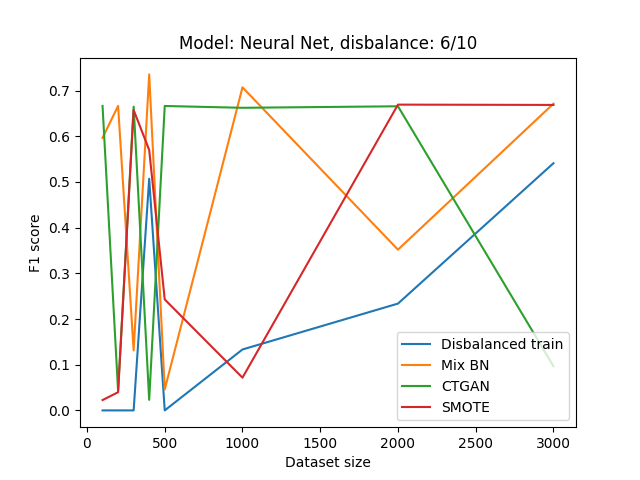 Model: Neural Net, disbalance: 6/10
F1 score
0.7
0.6
0.5
0.4
0.3
0.2
0.1
0.0
0
500
1000
1500
2000
2500
3000
Dataset size
Disbalanced train
Mix BN
CTGAN
SMOTE